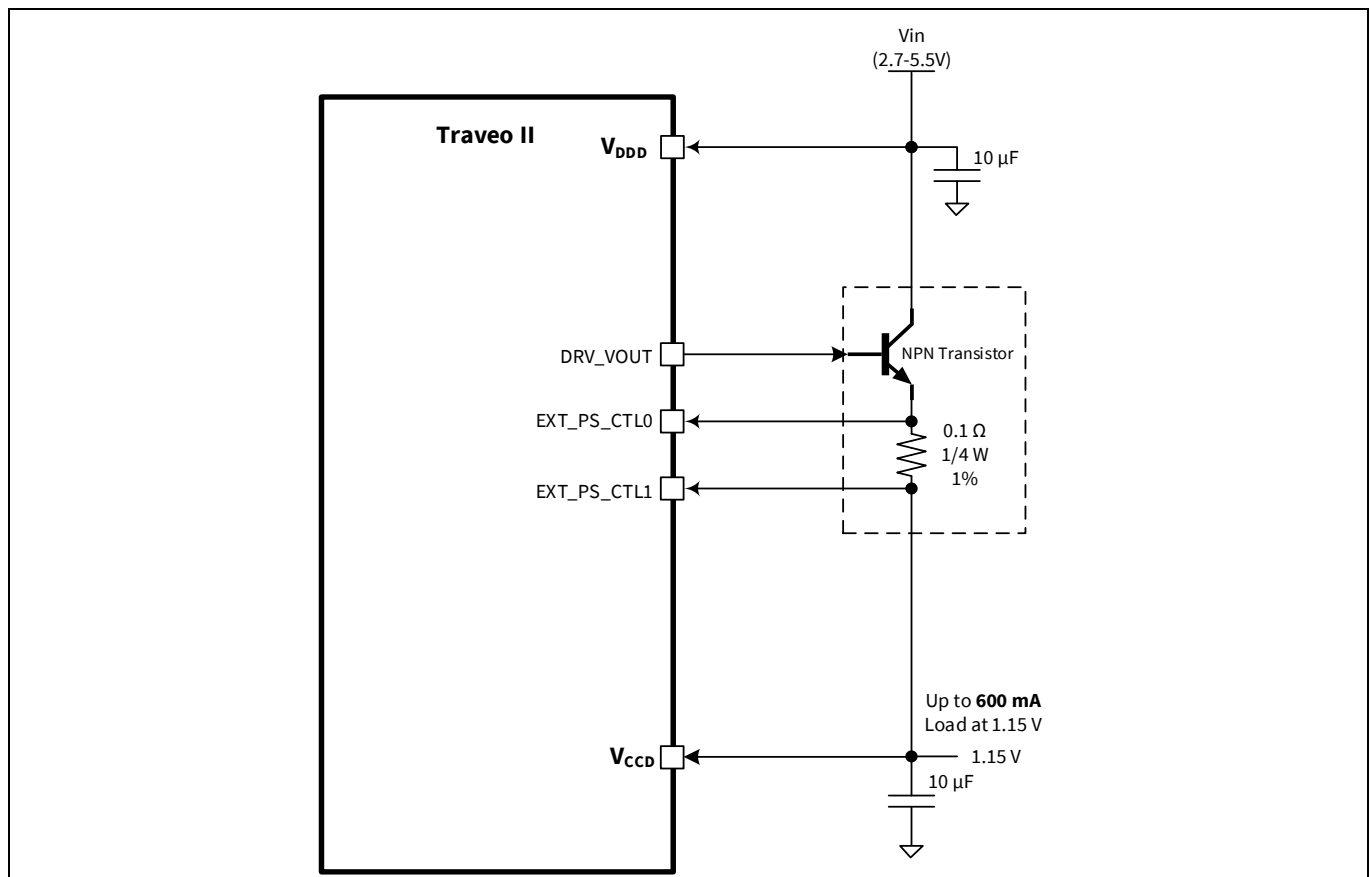 Vin
(2.7-5.5V)
Traveo II
VDDD
10 µF
DRV_VOUT
NPN Transistor
EXT_PS_CTL0
0.1 Ω
1/4 W
1%
EXT_PS_CTL1
Up to 600 mA
Load at 1.15 V
VCCD
1.15 V
10 µF